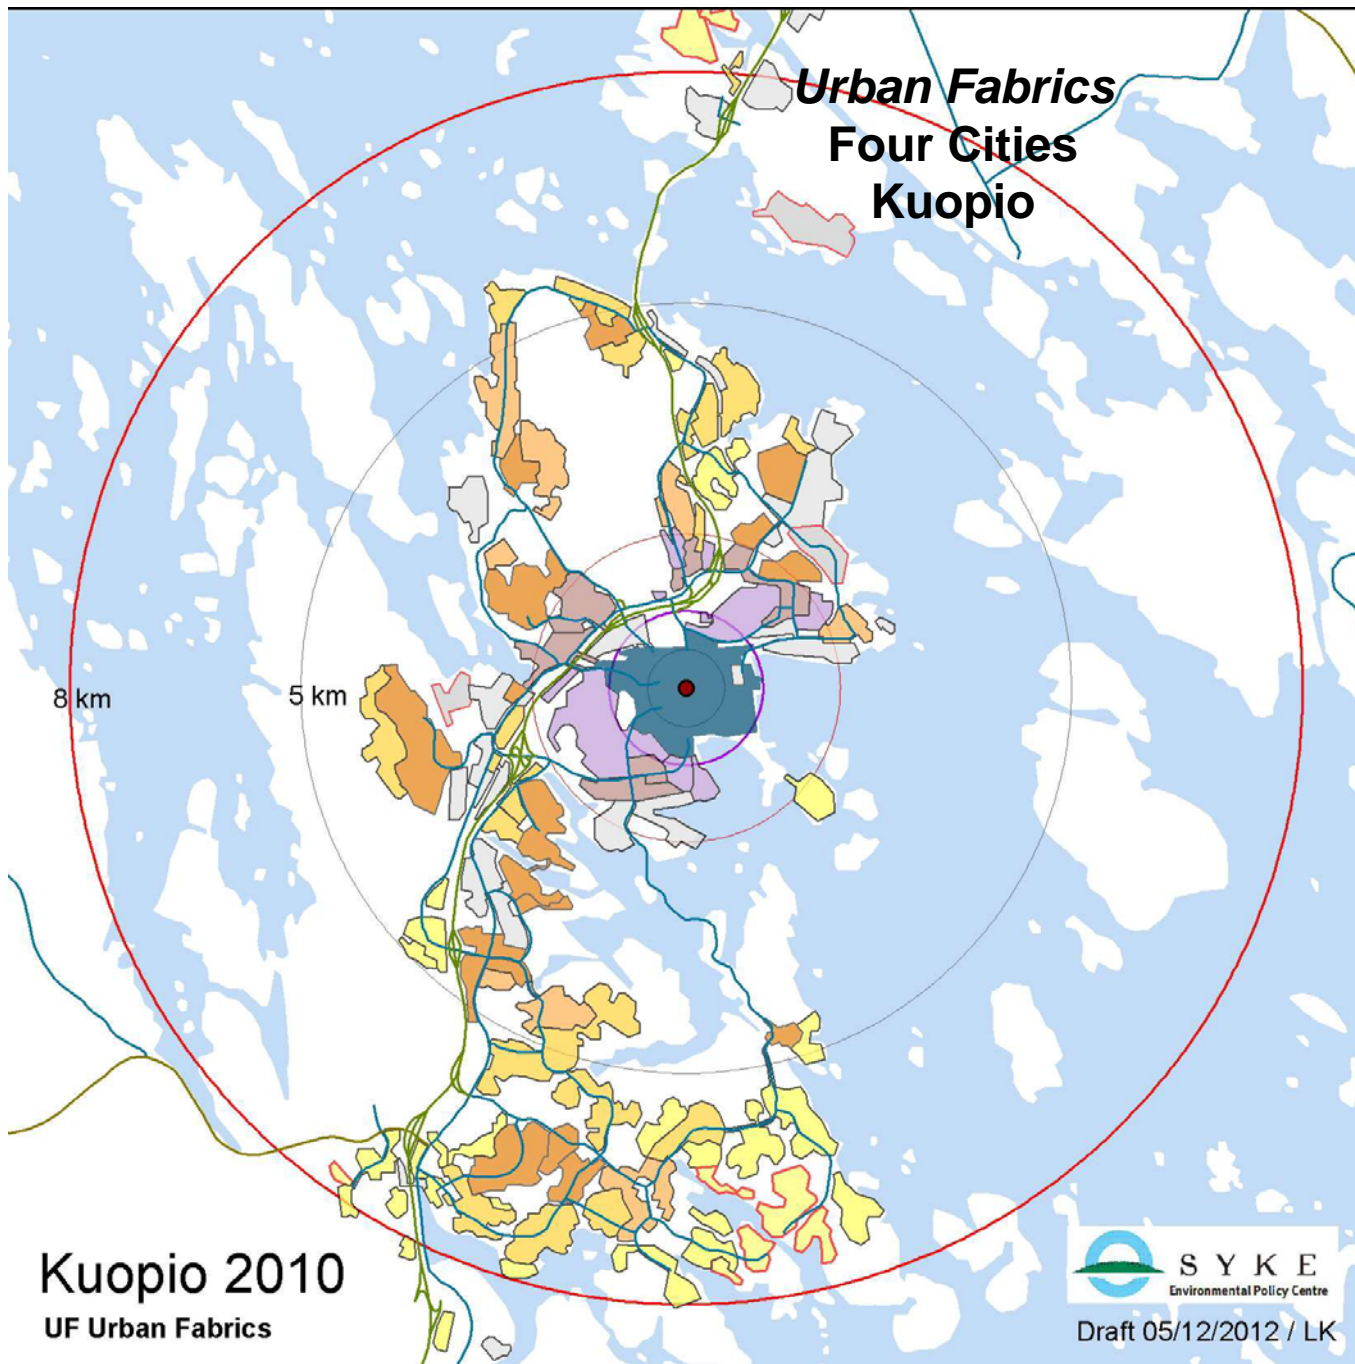 Urban Fabrics
Four Cities
Kuopio
8 km
5 km
Kuopio 2010
UF Urban Fabrics
SYKE
Environmental Policy Centre
Draft 05/12/2012 / LK